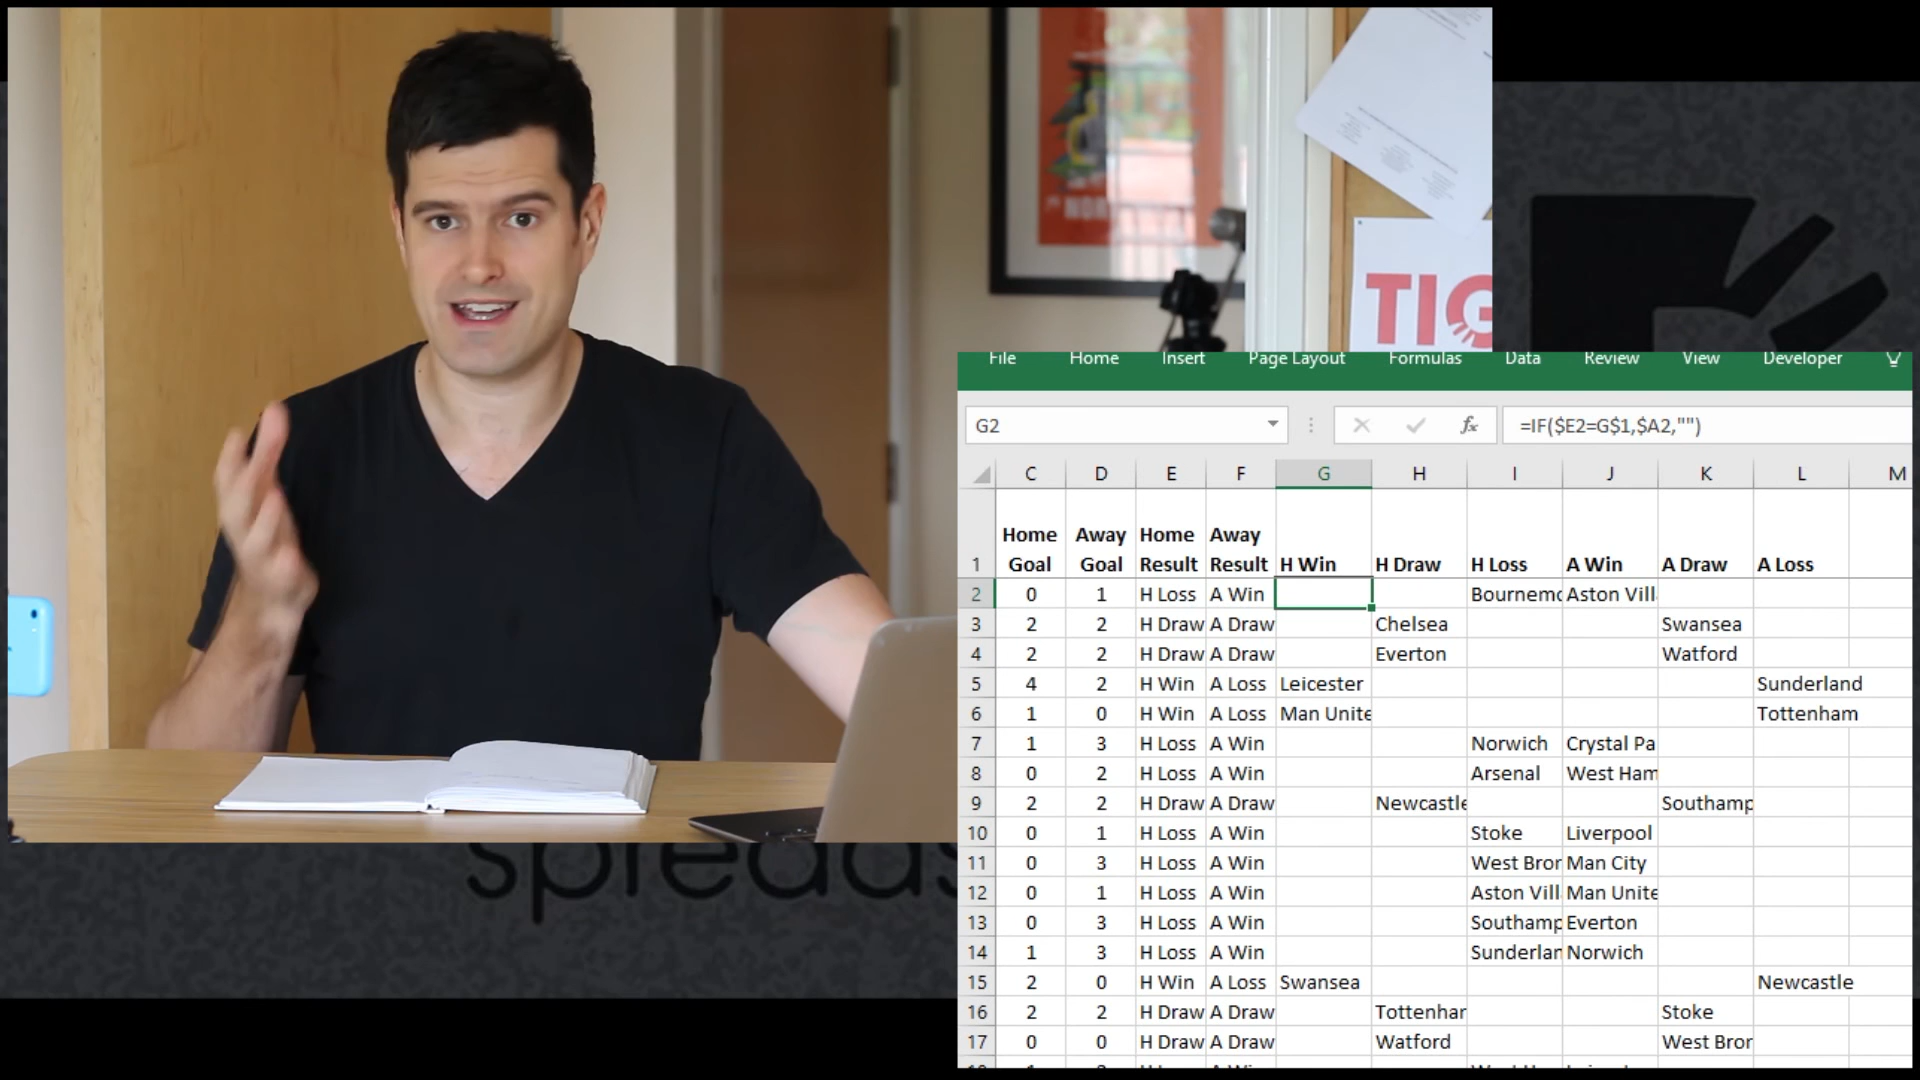 TIG
File Home Insert Page Layout Formulas Data Review View Developer
G2 fx =IF($E2=G$1,$A2,"")
C D E F G H I J K L M
1 Home Goal Away Goal Home Result Away Result H Win H Draw H Loss A Win A Draw A Loss
2 0 1 H Loss A Win Bournemo Aston Vill
3 2 2 H Draw A Draw Chelsea Swansea
4 2 2 H Draw A Draw Everton Watford
5 4 2 H Win A Loss Leicester Sunderland
6 1 0 H Win A Loss Man Unite Tottenham
7 1 3 H Loss A Win Norwich Crystal Pa
8 0 2 H Loss A Win Arsenal West Ham
9 2 2 H Draw A Draw Newcastle Southamp
10 0 1 H Loss A Win Stoke Liverpool
11 0 3 H Loss A Win West Bror Man City
12 0 1 H Loss A Win Aston Vill Man Unite
13 0 3 H Loss A Win Southamp Everton
14 1 3 H Loss A Win Sunderlan Norwich
15 2 0 H Win A Loss Swansea Newcastle
16 2 2 H Draw A Draw Tottenhar Stoke
17 0 0 H Draw A Draw Watford West Bror
spreads